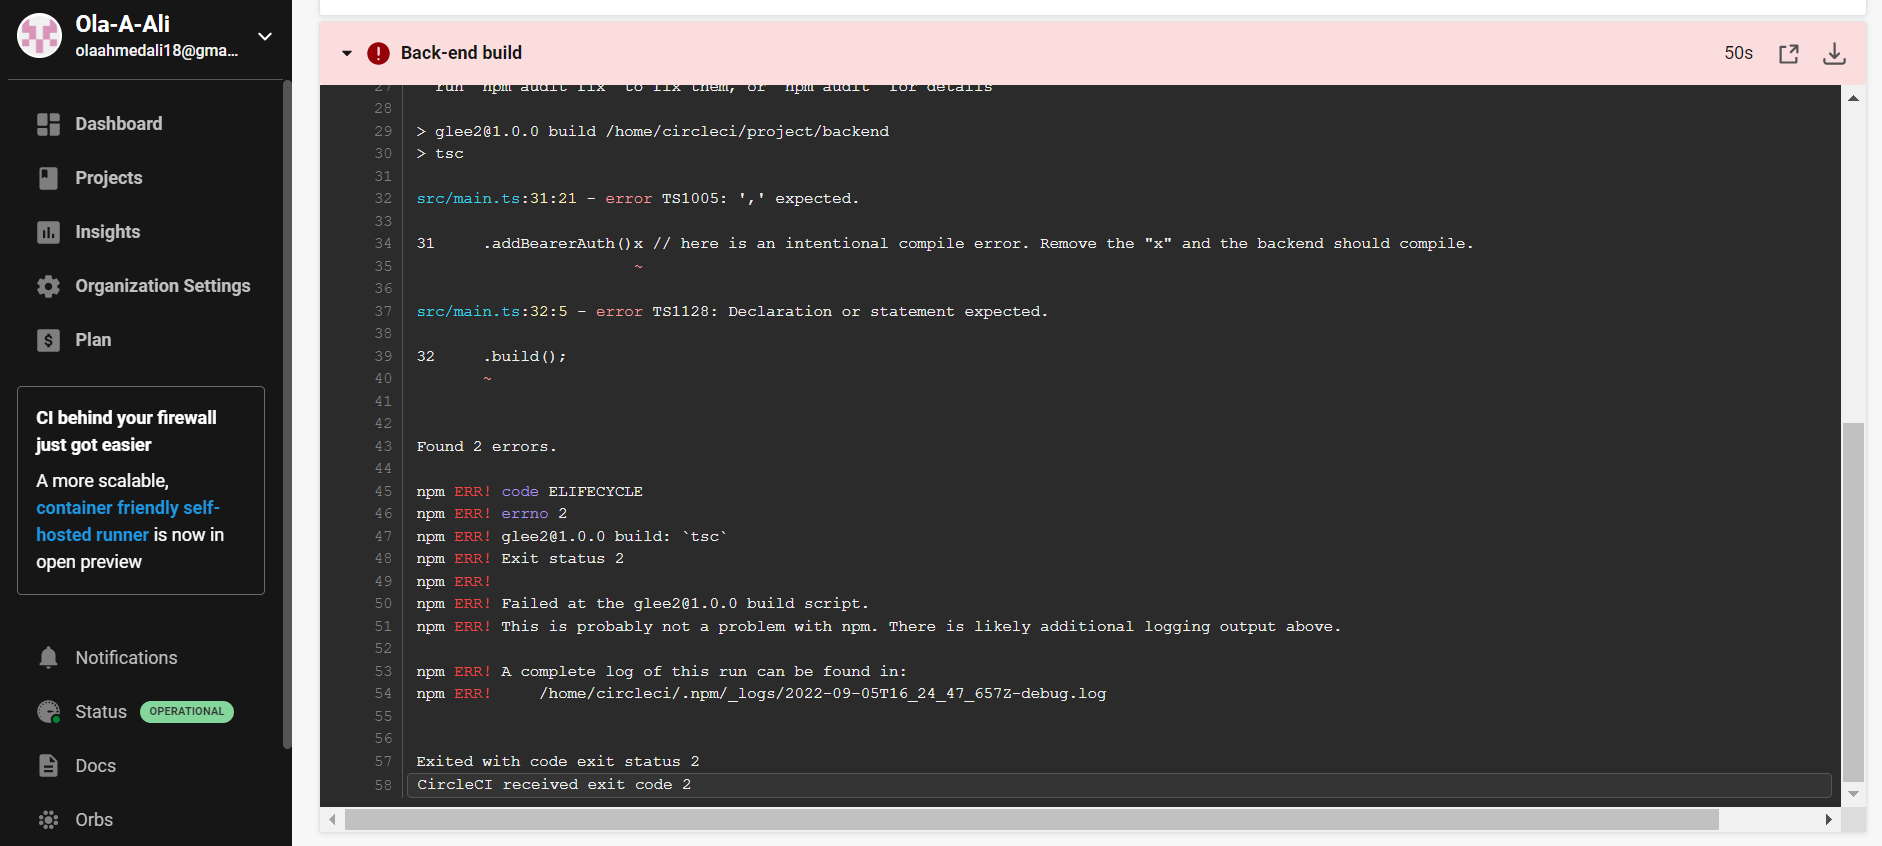 Ola-A-Ali
olaahmedali18@gma...
Dashboard
Projects
Insights
Organization Settings
Plan
CI behind your firewall
just got easier
A more scalable,
container friendly self-
hosted runner is now in
open preview
Notifications
Status OPERATIONAL
Docs
Orbs
Back-end build 50s
27 run `npm audit fix` to fix them, or `npm audit` for details
28
29 > glee2@1.0.0 build /home/circleci/project/backend
30 > tsc
31
32 src/main.ts:31:21 - error TS1005: ',' expected.
33
34 31 .addBearerAuth()x // here is an intentional compile error. Remove the "x" and the backend should compile.
35 ~
36
37 src/main.ts:32:5 - error TS1128: Declaration or statement expected.
38
39 32 .build();
40 ~
41
42
43 Found 2 errors.
44
45 npm ERR! code ELIFECYCLE
46 npm ERR! errno 2
47 npm ERR! glee2@1.0.0 build: `tsc`
48 npm ERR! Exit status 2
49 npm ERR!
50 npm ERR! Failed at the glee2@1.0.0 build script.
51 npm ERR! This is probably not a problem with npm. There is likely additional logging output above.
52
53 npm ERR! A complete log of this run can be found in:
54 npm ERR! /home/circleci/.npm/_logs/2022-09-05T16_24_47_657Z-debug.log
55
56
57 Exited with code exit status 2
58 CircleCI received exit code 2